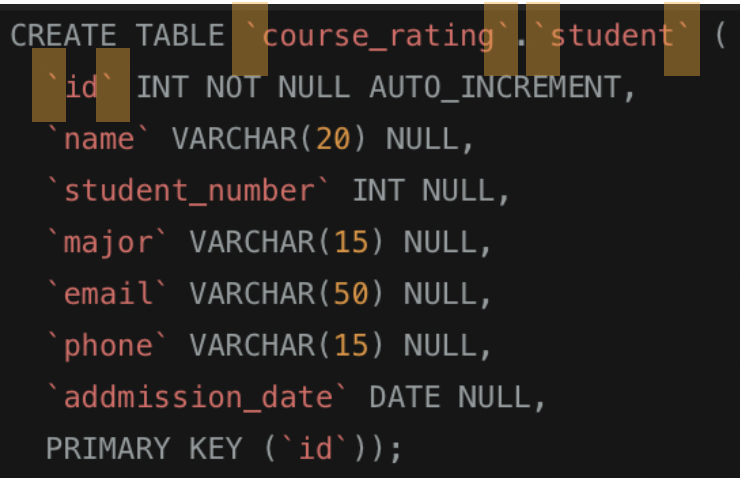 CREATE TABLE `course_rating`.`student` (
`id` INT NOT NULL AUTO_INCREMENT,
`name` VARCHAR(20) NULL,
`student_number` INT NULL,
`major` VARCHAR(15) NULL,
`email` VARCHAR(50) NULL,
`phone` VARCHAR(15) NULL,
`addmission_date` DATE NULL,
PRIMARY KEY (`id`));